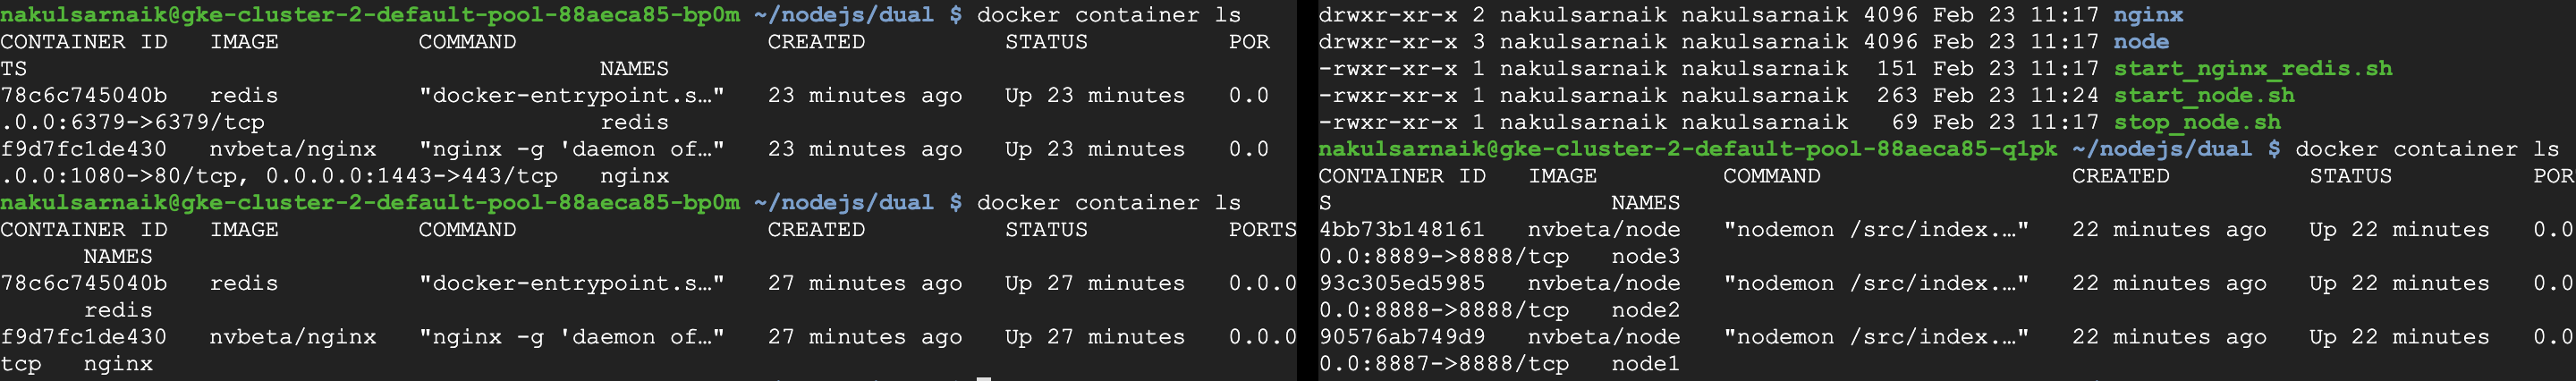 nakulsarnaik@gke-cluster-2-default-pool-88aeca85-bp0m ~/nodejs/dual $ docker container ls
CONTAINER ID   IMAGE          COMMAND                  CREATED          STATUS          POR
TS                                         NAMES
78c6c745040b   redis          "docker-entrypoint.s…"   23 minutes ago   Up 23 minutes   0.0
.0.0:6379->6379/tcp                        redis
f9d7fc1de430   nvbeta/nginx   "nginx -g 'daemon of…"   23 minutes ago   Up 23 minutes   0.0
.0.0:1080->80/tcp, 0.0.0.0:1443->443/tcp   nginx
nakulsarnaik@gke-cluster-2-default-pool-88aeca85-bp0m ~/nodejs/dual $ docker container ls
CONTAINER ID   IMAGE          COMMAND                  CREATED          STATUS          PORTS
      NAMES
78c6c745040b   redis          "docker-entrypoint.s…"   27 minutes ago   Up 27 minutes   0.0.0
      redis
f9d7fc1de430   nvbeta/nginx   "nginx -g 'daemon of…"   27 minutes ago   Up 27 minutes   0.0.0
tcp   nginx
drwxr-xr-x 2 nakulsarnaik nakulsarnaik 4096 Feb 23 11:17 nginx
drwxr-xr-x 3 nakulsarnaik nakulsarnaik 4096 Feb 23 11:17 node
-rwxr-xr-x 1 nakulsarnaik nakulsarnaik  151 Feb 23 11:17 start_nginx_redis.sh
-rwxr-xr-x 1 nakulsarnaik nakulsarnaik  263 Feb 23 11:24 start_node.sh
-rwxr-xr-x 1 nakulsarnaik nakulsarnaik   69 Feb 23 11:17 stop_node.sh
nakulsarnaik@gke-cluster-2-default-pool-88aeca85-q1pk ~/nodejs/dual $ docker container ls
CONTAINER ID   IMAGE         COMMAND                  CREATED          STATUS          POR
S                    NAMES
4bb73b148161   nvbeta/node   "nodemon /src/index.…"   22 minutes ago   Up 22 minutes   0.0
0.0:8889->8888/tcp   node3
93c305ed5985   nvbeta/node   "nodemon /src/index.…"   22 minutes ago   Up 22 minutes   0.0
0.0:8888->8888/tcp   node2
90576ab749d9   nvbeta/node   "nodemon /src/index.…"   22 minutes ago   Up 22 minutes   0.0
0.0:8887->8888/tcp   node1